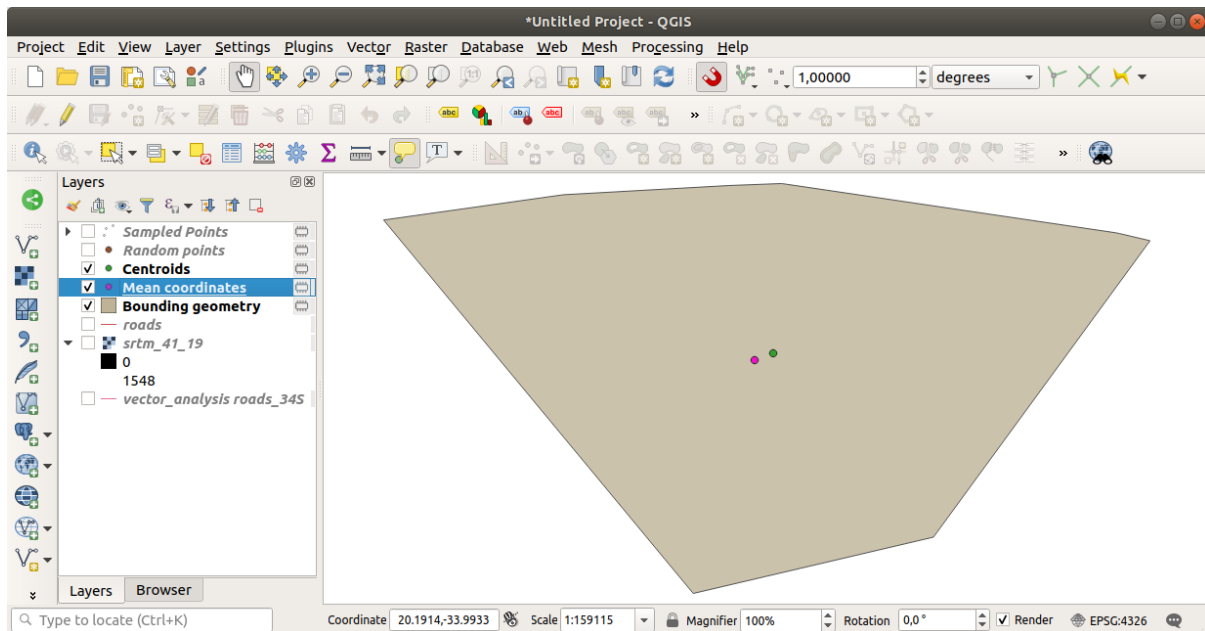 *Untitled Project - QGIS
Project Edit View Layer Settings Plugins Vector Raster Database Web Mesh Processing Help
1,00000 degrees
abc abc abc
»
T »
Layers
Sampled Points
Random points
Centroids
Mean coordinates
Bounding geometry
roads
srtm_41_19
0
1548
vector_analysis roads_34S
Layers Browser
Type to locate (Ctrl+K) Coordinate 20.1914,-33.9933 Scale 1:159115 Magnifier 100% Rotation 0,0 ° Render EPSG:4326